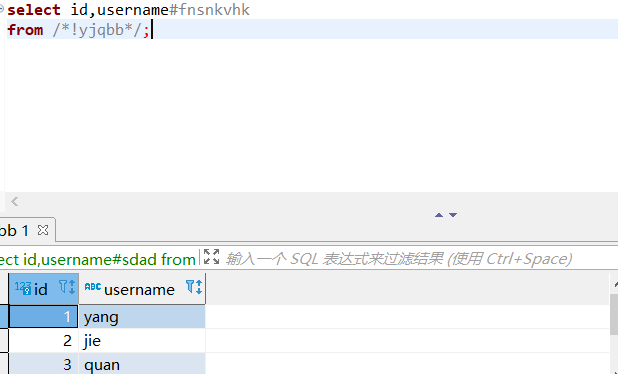 select id,username#fnsnkvhk
from /*!yjqbb*/;
bb 1
ect id,username#sdad from
输入一个 SQL 表达式来过滤结果 (使用 Ctrl+Space)
123 id ABC username
1 yang
2 jie
3 quan